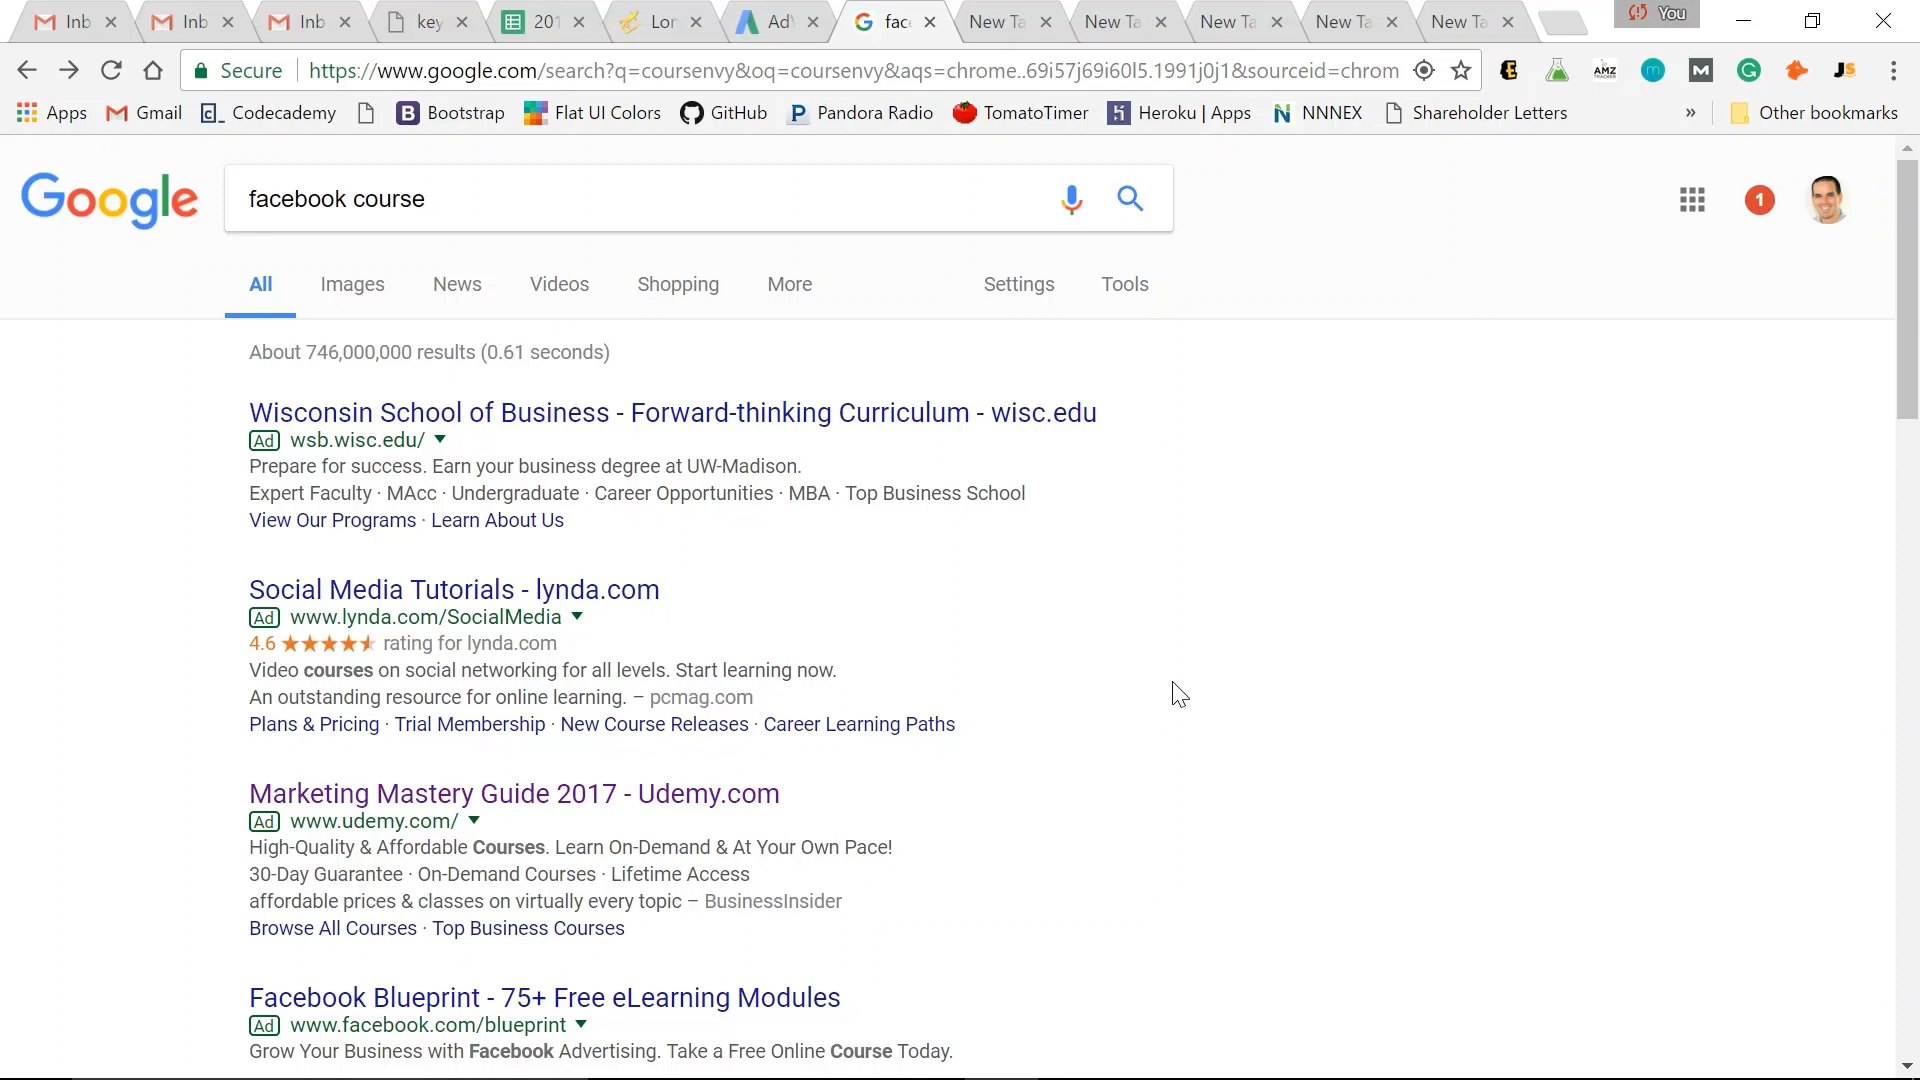 Inb Inb Inb key 201 Lor Ad fac New Ta New Ta New Ta New Ta New Ta You
Secure https://www.google.com/search?q=coursenvy&oq=coursenvy&aqs=chrome..69i57j69i60l5.1991j0j1&sourceid=chrom AMZ m M G JS
Apps Gmail Codecademy Bootstrap Flat UI Colors GitHub Pandora Radio TomatoTimer Heroku | Apps NNNEX Shareholder Letters » Other bookmarks
Google facebook course 1
All Images News Videos Shopping More Settings Tools
About 746,000,000 results (0.61 seconds)
Wisconsin School of Business - Forward-thinking Curriculum - wisc.edu
Ad wsb.wisc.edu/
Prepare for success. Earn your business degree at UW-Madison.
Expert Faculty · MAcc · Undergraduate · Career Opportunities · MBA · Top Business School
View Our Programs · Learn About Us
Social Media Tutorials - lynda.com
Ad www.lynda.com/SocialMedia
4.6 ★★★★★ rating for lynda.com
Video courses on social networking for all levels. Start learning now.
An outstanding resource for online learning. – pcmag.com
Plans & Pricing · Trial Membership · New Course Releases · Career Learning Paths
Marketing Mastery Guide 2017 - Udemy.com
Ad www.udemy.com/
High-Quality & Affordable Courses. Learn On-Demand & At Your Own Pace!
30-Day Guarantee · On-Demand Courses · Lifetime Access
affordable prices & classes on virtually every topic – BusinessInsider
Browse All Courses · Top Business Courses
Facebook Blueprint - 75+ Free eLearning Modules
Ad www.facebook.com/blueprint
Grow Your Business with Facebook Advertising. Take a Free Online Course Today.